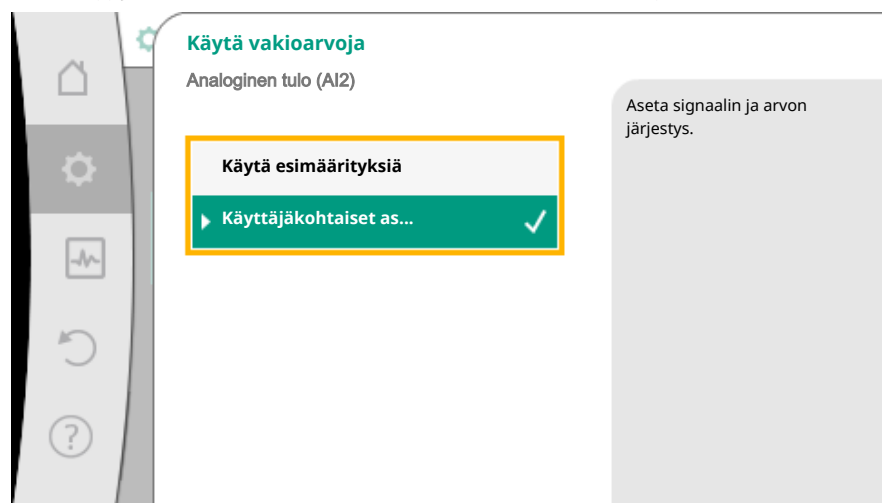 Käytä vakioarvoja
Analoginen tulo (AI2)
Aseta signaalin ja arvon
järjestys.
Käytä esimäärityksiä
Käyttäjäkohtaiset as...
?